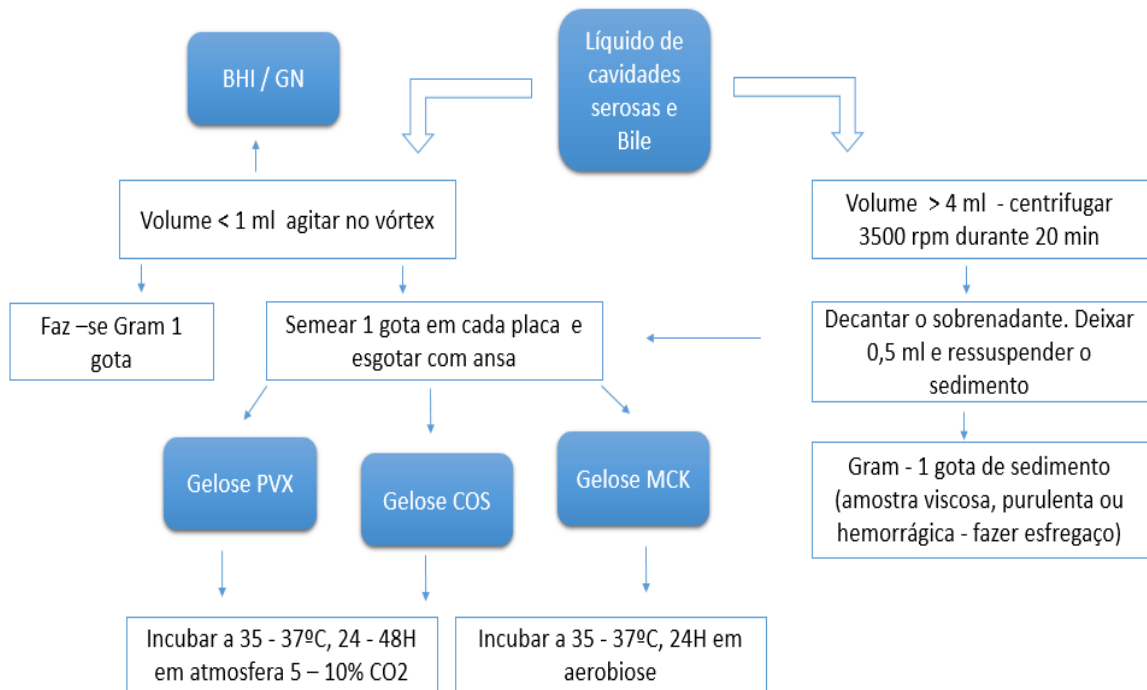 Líquido de
cavidades
serosas e
Bile
BHI / GN
Volume < 1 ml  agitar no vórtex
Volume  > 4 ml  - centrifugar
3500 rpm durante 20 min
Faz –se Gram 1
gota
Semear 1 gota em cada placa  e
esgotar com ansa
Decantar o sobrenadante. Deixar
0,5 ml e ressuspender o
sedimento
Gelose PVX
Gelose COS
Gelose MCK
Gram - 1 gota de sedimento
(amostra viscosa, purulenta ou
hemorrágica - fazer esfregaço)
Incubar a 35 - 37ºC, 24 - 48H
em atmosfera 5 – 10% CO2
Incubar a 35 - 37ºC, 24H em
aerobiose